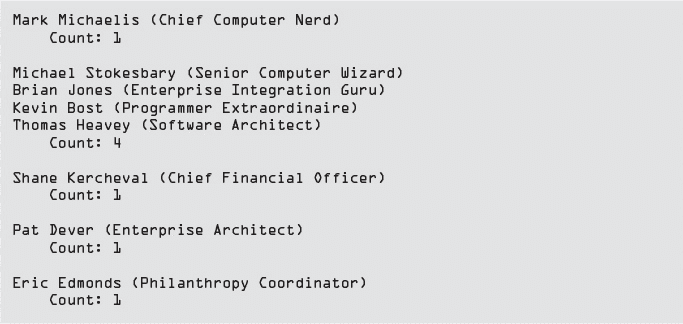 Mark Michaelis (Chief Computer Nerd)
Count: 1
Michael Stokesbary (Senior Computer Wizard)
Brian Jones (Enterprise Integration Guru)
Kevin Bost (Programmer Extraordinaire)
Thomas Heavey (Software Architect)
Count: 4
Shane Kercheval (Chief Financial Officer)
Count: 1
Pat Dever (Enterprise Architect)
Count: 1
Eric Edmonds (Philanthropy Coordinator)
Count: 1